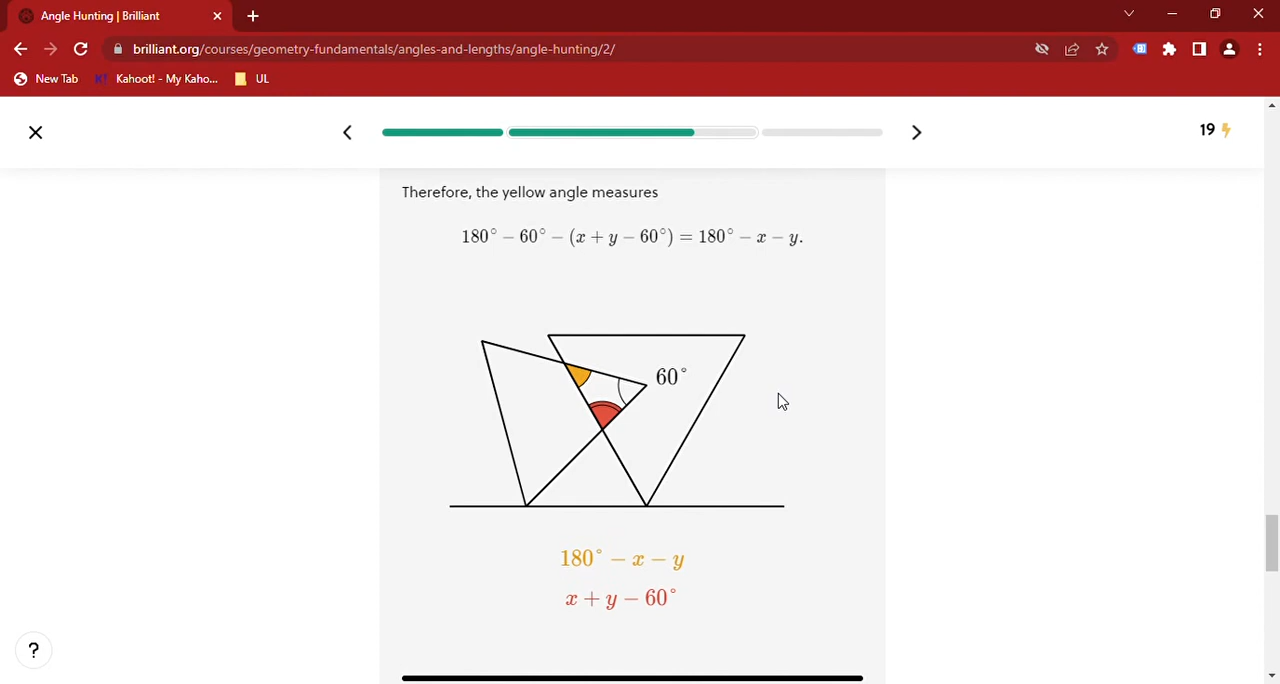 Angle Hunting | Brilliant
brilliant.org/courses/geometry-fundamentals/angles-and-lengths/angle-hunting/2/
New Tab K! Kahoot! - My Kaho... UL
19
Therefore, the yellow angle measures
180° − 60° − (x + y − 60°) = 180° − x − y.
60°
180° − x − y
x + y − 60°
?